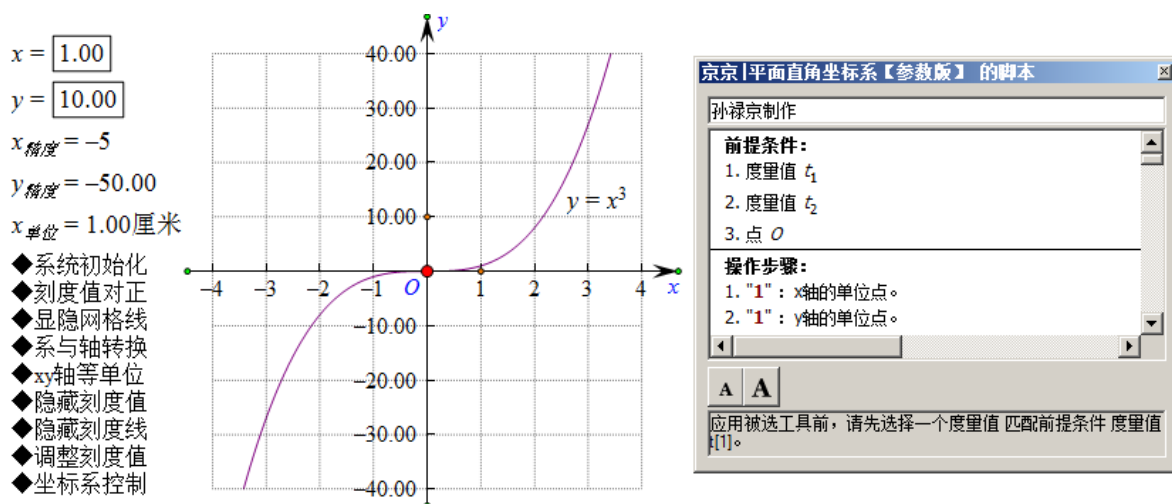 x = 1.00
y = 10.00
x精度 = –5
y精度 = –50.00
x单位 = 1.00厘米
◆系统初始化
◆刻度值对正
◆显隐网格线
◆系与轴转换
◆xy轴等单位
◆隐藏刻度值
◆隐藏刻度线
◆调整刻度值
◆坐标系控制
y
40.00
30.00
20.00
10.00
y = x³
–4 –3 –2 –1 O 1 2 3 4 x
–10.00
–20.00
–30.00
–40.00
京京|平面直角坐标系【参数版】 的脚本
孙禄京制作
前提条件：
1. 度量值 t₁
2. 度量值 t₂
3. 点 O
操作步骤：
1. "1" : x轴的单位点。
2. "1" : y轴的单位点。
A A
应用被选工具前，请先选择一个度量值 匹配前提条件 度量值
t[1]。